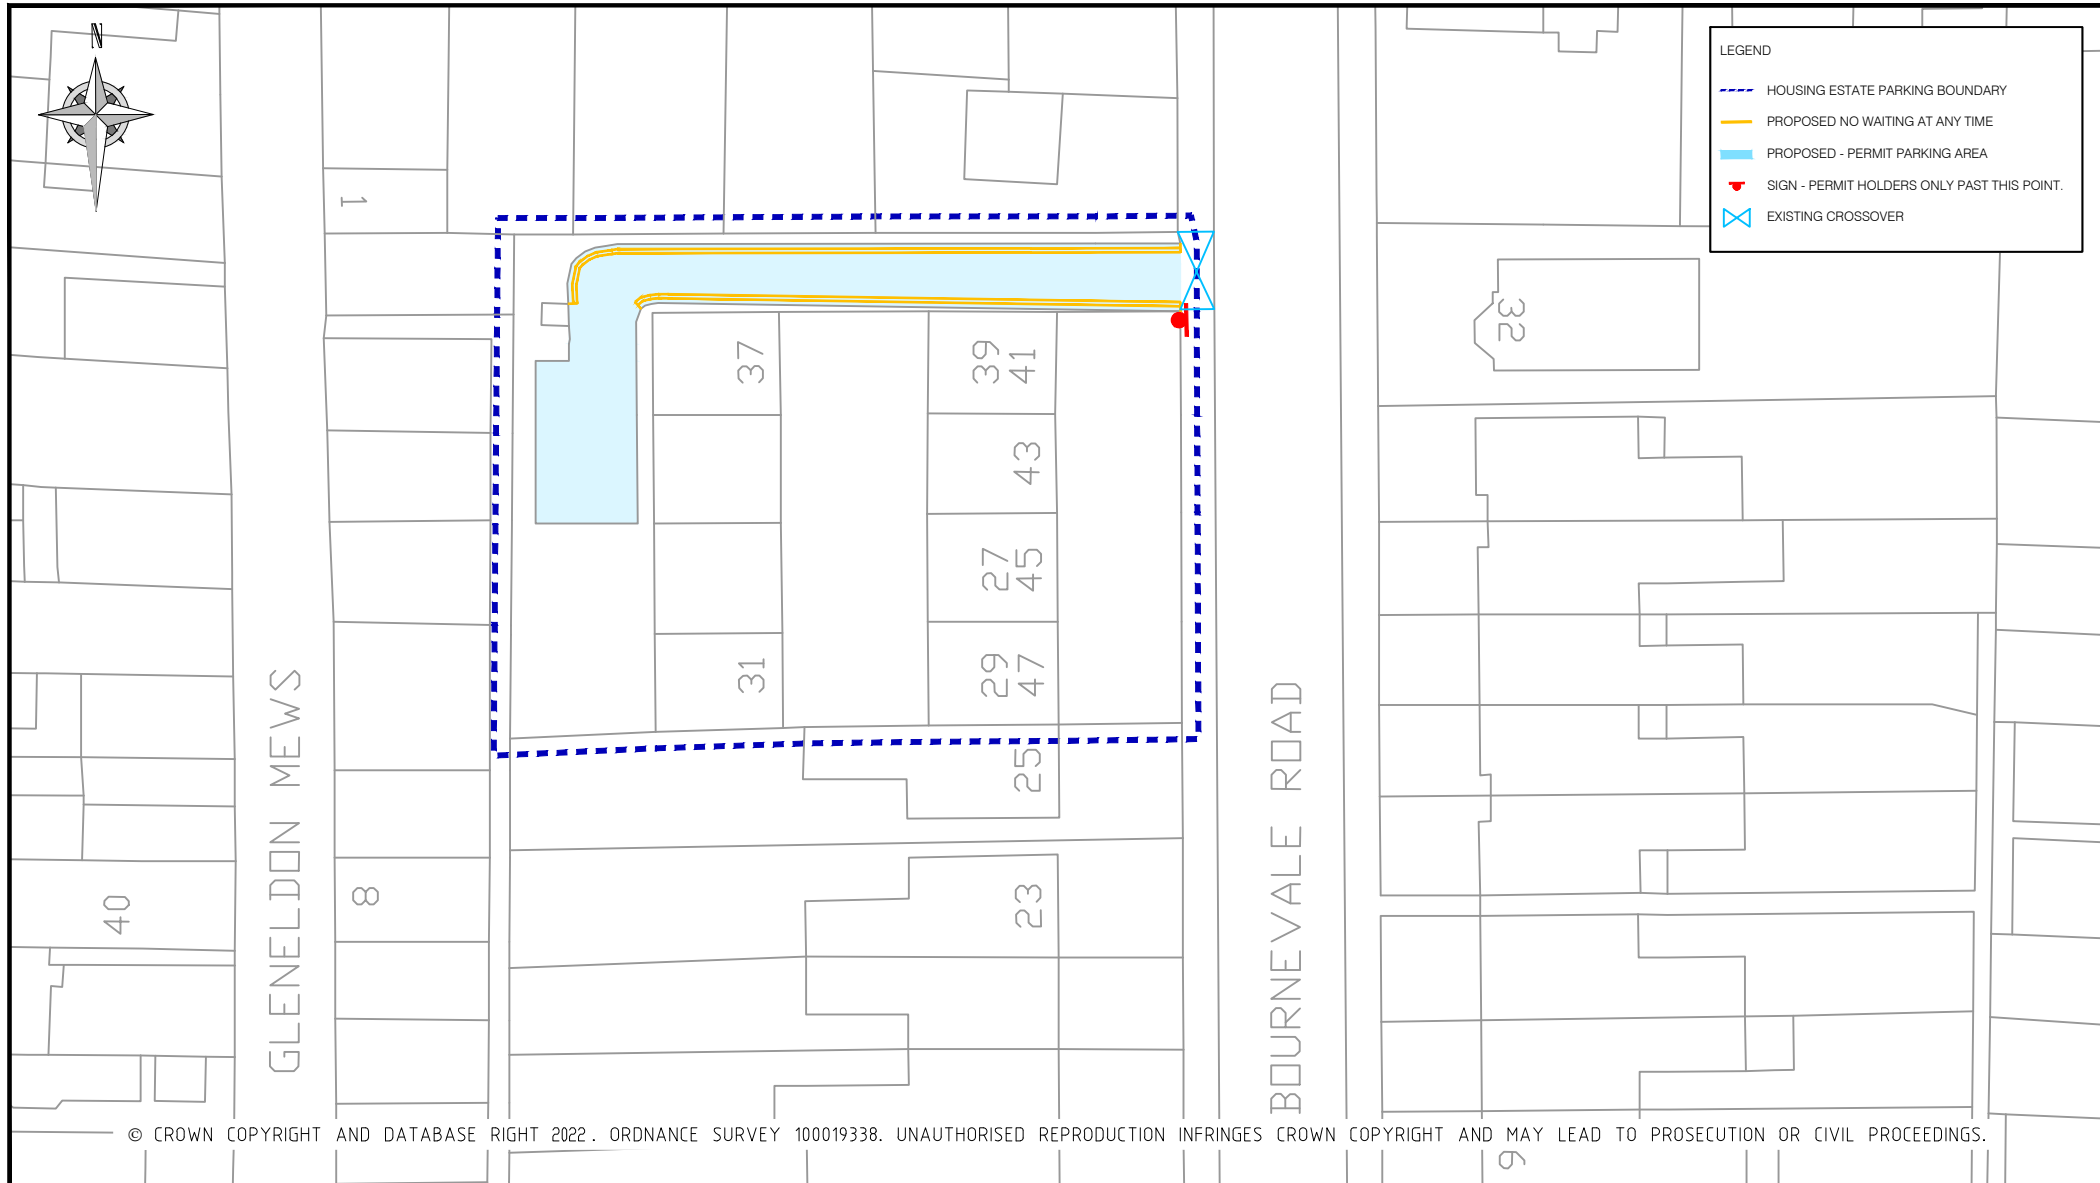 N
LEGEND
HOUSING ESTATE PARKING BOUNDARY
PROPOSED NO WAITING AT ANY TIME
PROPOSED - PERMIT PARKING AREA
SIGN - PERMIT HOLDERS ONLY PAST THIS POINT.
EXISTING CROSSOVER
1
32
37
39
41
43
27
45
29
47
31
25
8
40
23
GLENELDON MEWS
BOURNEVALE ROAD
© CROWN COPYRIGHT AND DATABASE RIGHT 2022. ORDNANCE SURVEY 100019338. UNAUTHORISED REPRODUCTION INFRINGES CROWN COPYRIGHT AND MAY LEAD TO PROSECUTION OR CIVIL PROCEEDINGS.